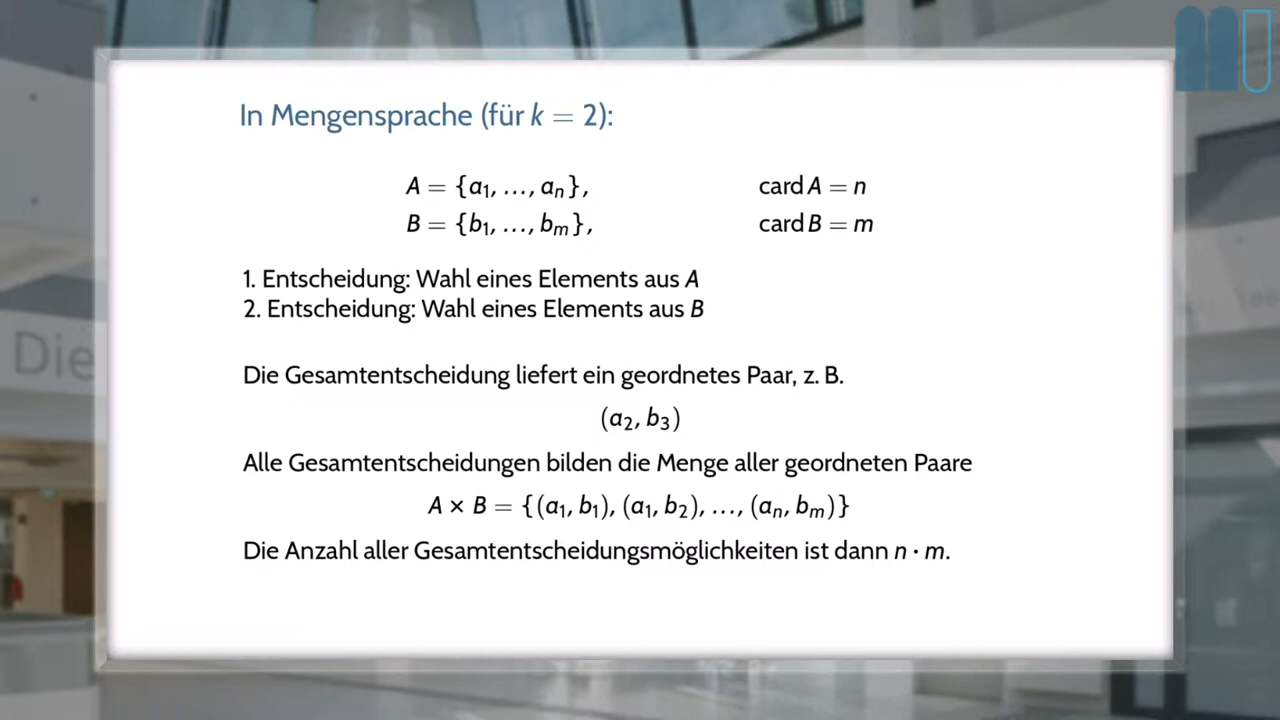 In Mengensprache (für k = 2):
A = {a₁, ..., aₙ}, card A = n
B = {b₁, ..., bₘ}, card B = m
1. Entscheidung: Wahl eines Elements aus A
2. Entscheidung: Wahl eines Elements aus B
Die Gesamtentscheidung liefert ein geordnetes Paar, z. B.
(a₂, b₃)
Alle Gesamtentscheidungen bilden die Menge aller geordneten Paare
A × B = {(a₁, b₁), (a₁, b₂), ..., (aₙ, bₘ)}
Die Anzahl aller Gesamtentscheidungsmöglichkeiten ist dann n · m.
Die